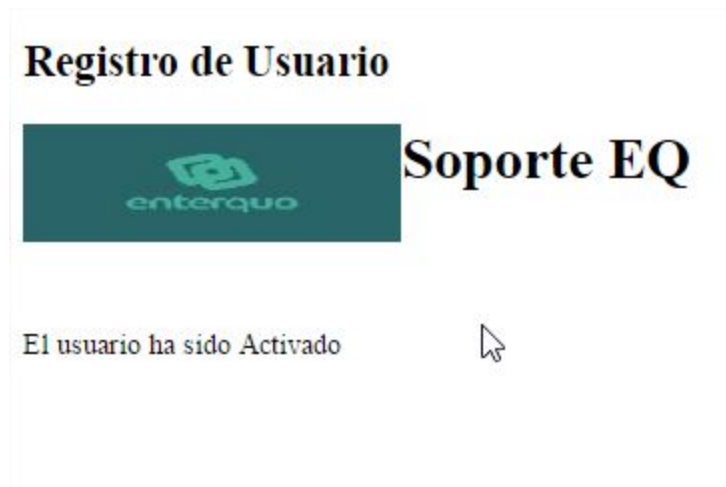 Registro de Usuario
Soporte EQ
enterquo
El usuario ha sido Activado